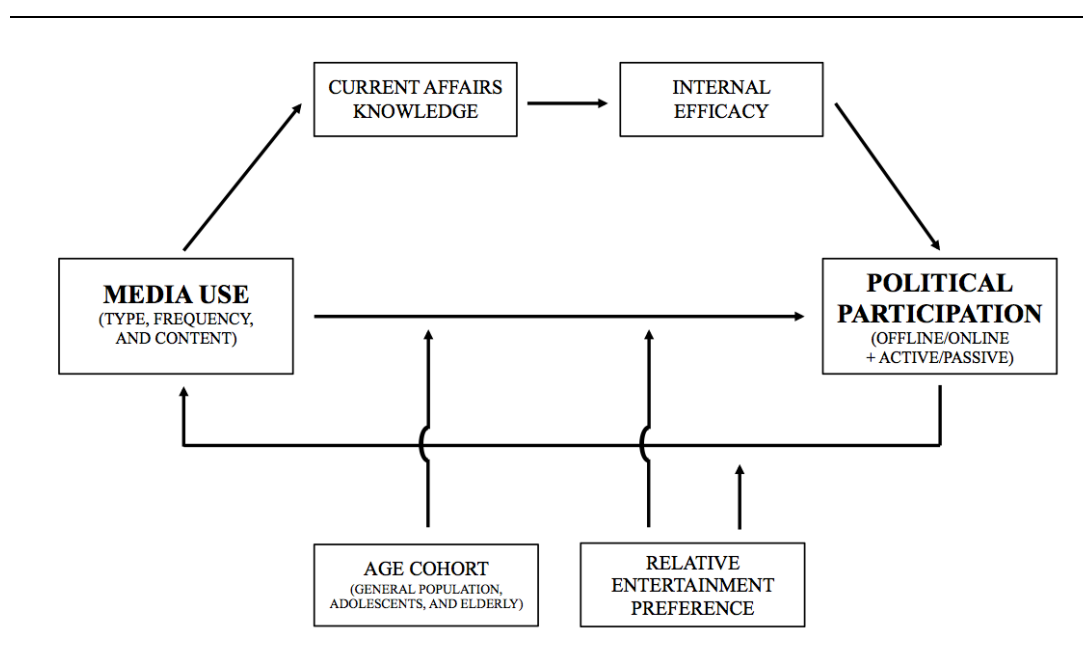 CURRENT AFFAIRS
KNOWLEDGE
INTERNAL
EFFICACY
MEDIA USE
(TYPE, FREQUENCY,
AND CONTENT)
POLITICAL
PARTICIPATION
(OFFLINE/ONLINE
+ ACTIVE/PASSIVE)
AGE COHORT
(GENERAL POPULATION,
ADOLESCENTS, AND ELDERLY)
RELATIVE
ENTERTAINMENT
PREFERENCE